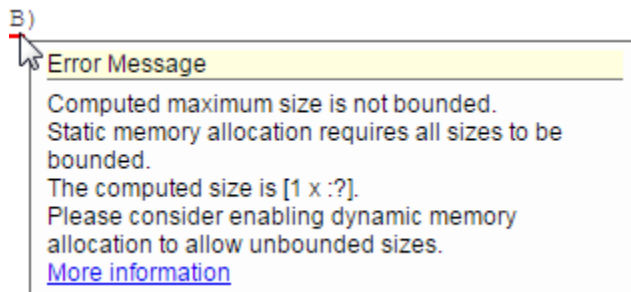 B)
Error Message
Computed maximum size is not bounded.
Static memory allocation requires all sizes to be
bounded.
The computed size is [1 x :?].
Please consider enabling dynamic memory
allocation to allow unbounded sizes.
More information